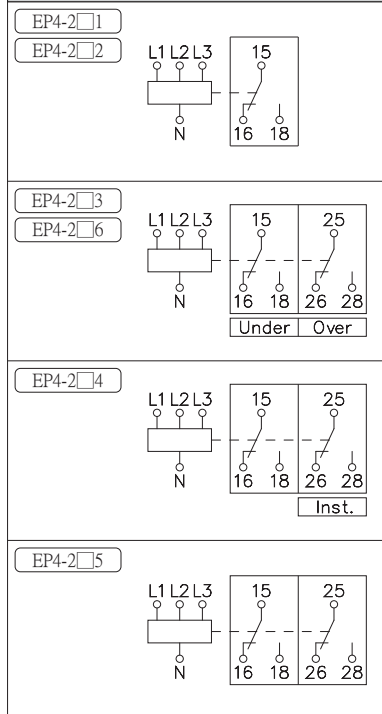 EP4-2□1
EP4-2□2
L1 L2 L3 15
N 16 18
EP4-2□3
EP4-2□6
L1 L2 L3 15 25
N 16 18 26 28
Under Over
EP4-2□4
L1 L2 L3 15 25
N 16 18 26 28
Inst.
EP4-2□5
L1 L2 L3 15 25
N 16 18 26 28